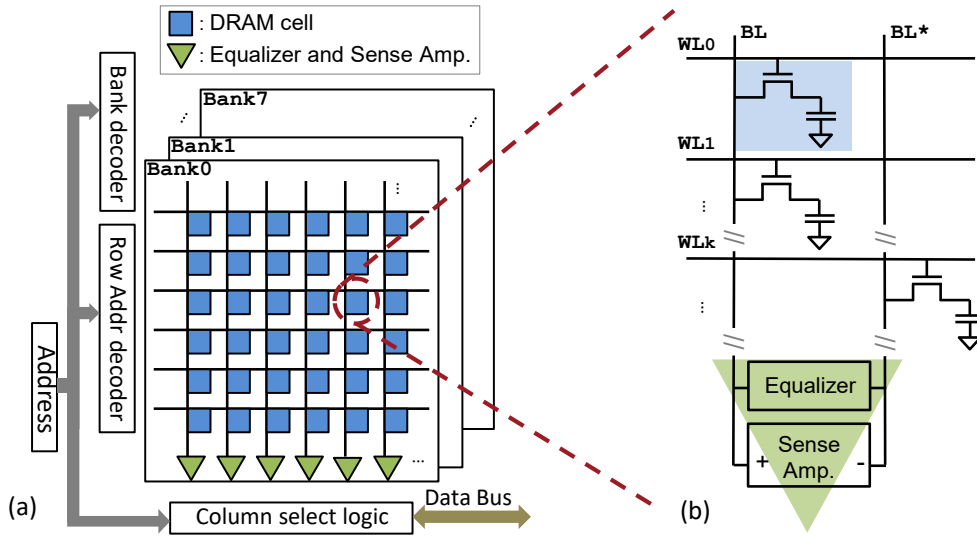 : DRAM cell
: Equalizer and Sense Amp.
Bank decoder
Row Addr decoder
Address
Bank7
...
...
Bank1
Bank0
...
...
Column select logic
Data Bus
(a)
BL
BL*
WL0
WL1
...
WLk
...
Equalizer
Sense
Amp.
+
-
(b)